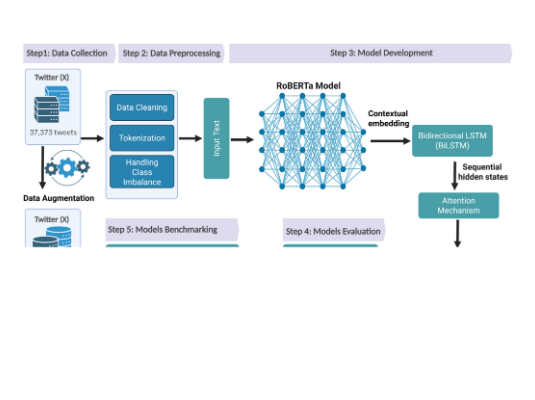 Step1: Data Collection
Step 2: Data Preprocessing
Step 3: Model Development
Twitter (X)
37,373 tweets
Data Augmentation
Twitter (X)
Data Cleaning
Tokenization
Handling
Class
Imbalance
Input Text
RoBERTa Model
Contextual
embedding
Bidirectional LSTM
(BiLSTM)
Sequential
hidden states
Attention
Mechanism
Step 5: Models Benchmarking
Step 4: Models Evaluation